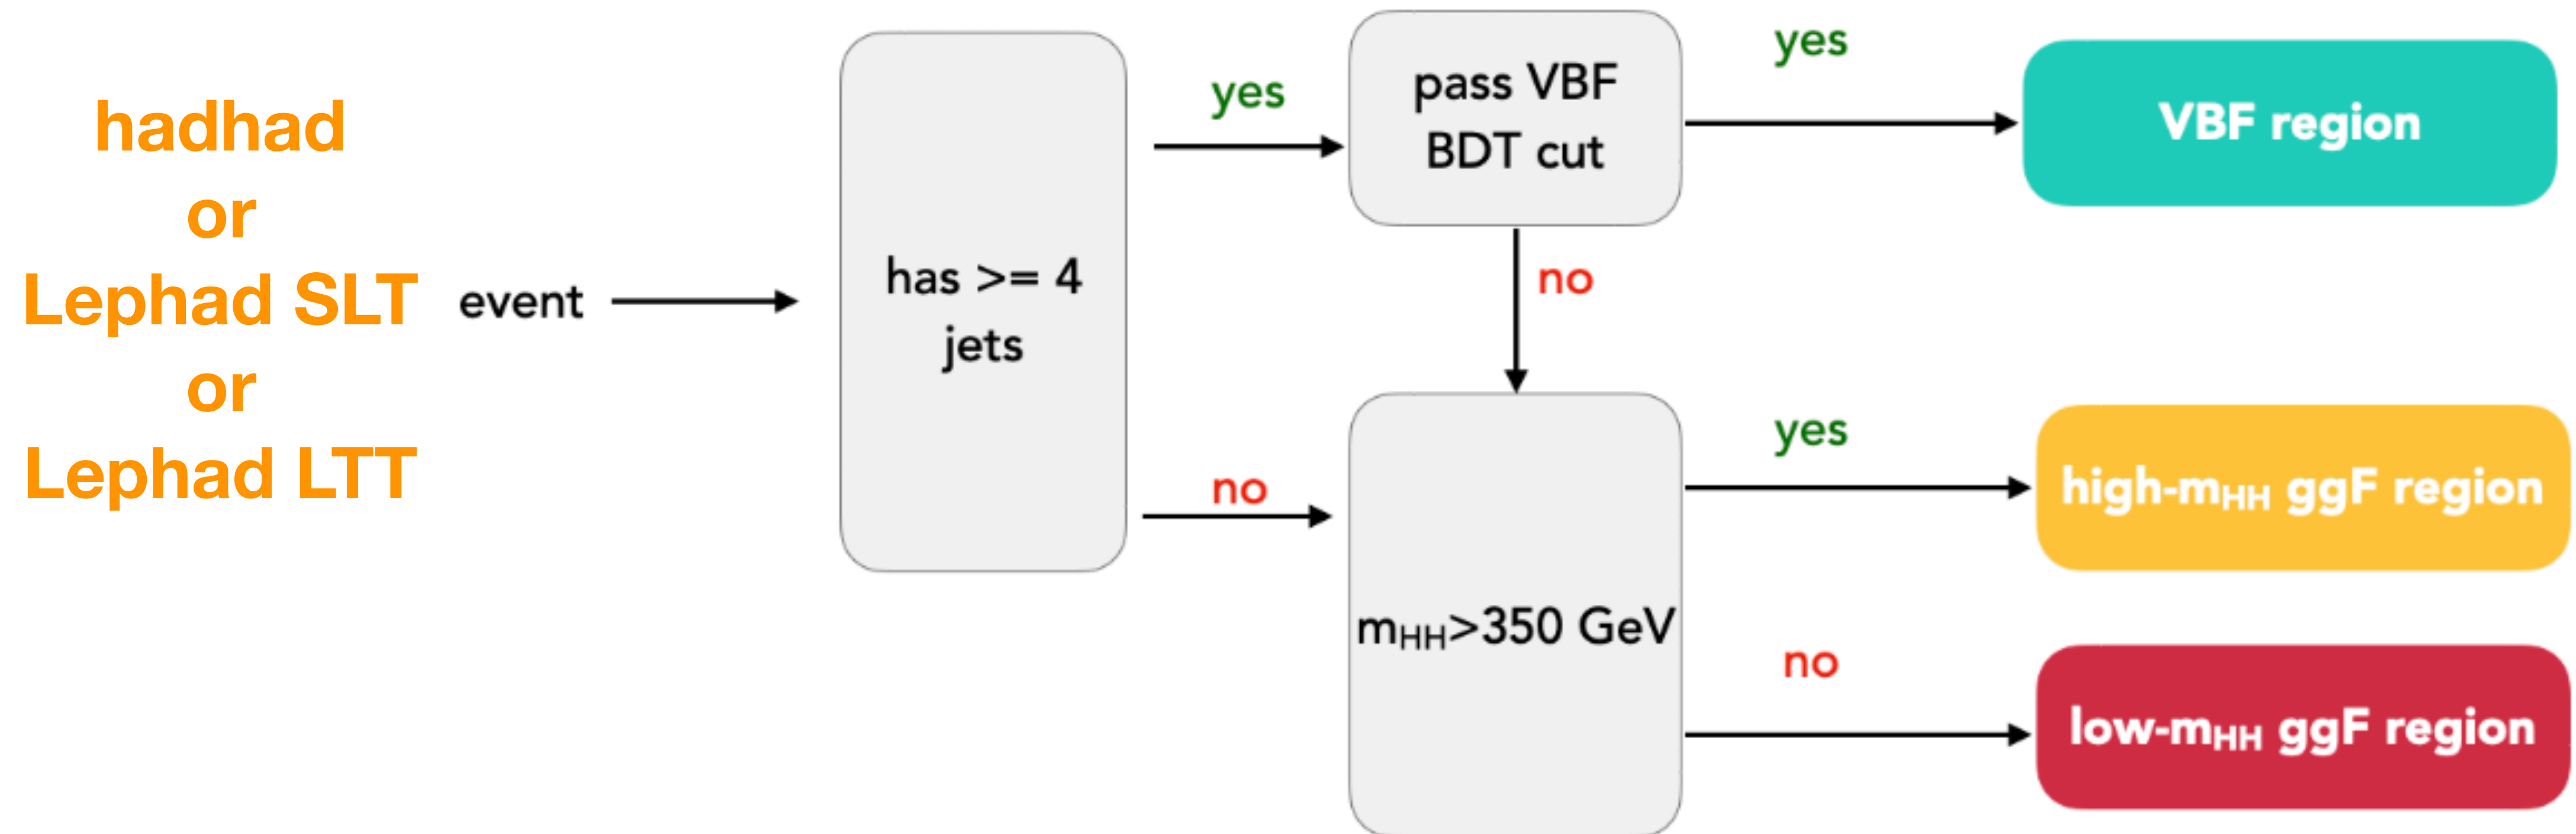 hadhad
or
Lephad SLT
or
Lephad LTT
event
has >= 4
jets
yes
no
pass VBF
BDT cut
yes
no
VBF region
mHH>350 GeV
yes
no
high-mHH ggF region
low-mHH ggF region